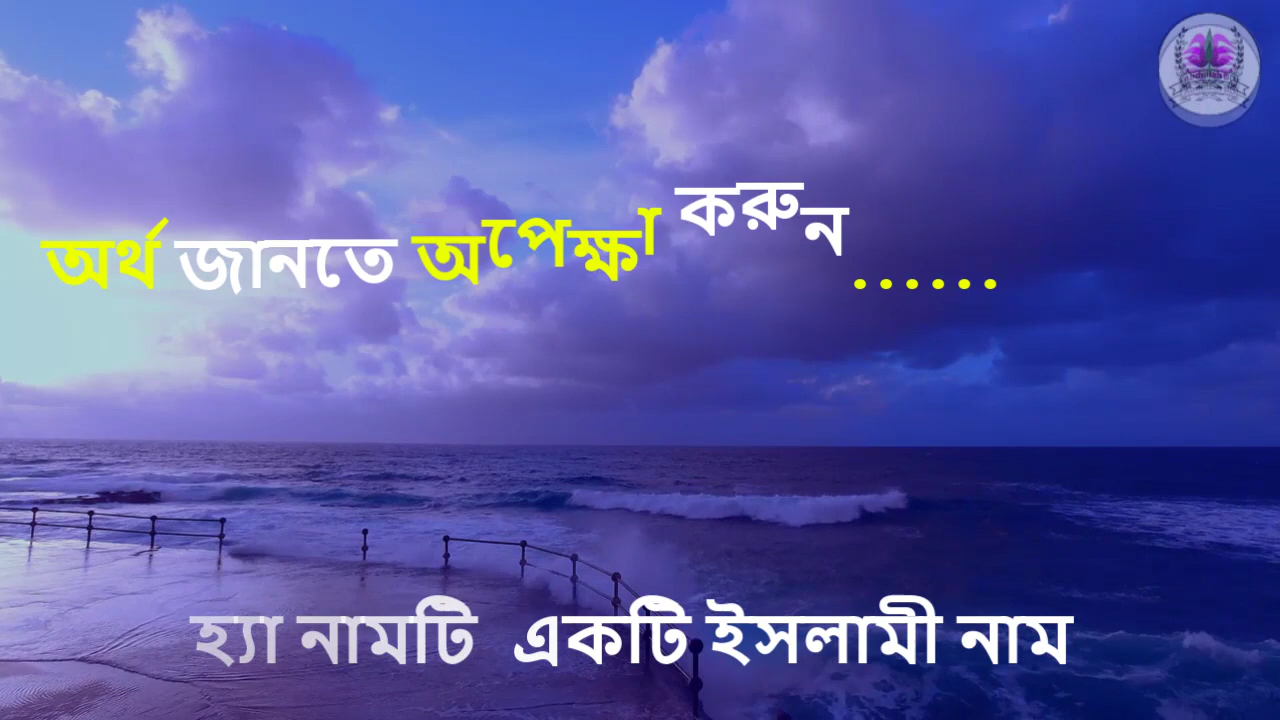 অর্থ জানতে অপেক্ষা করুন......
হ্যা নামটি একটি ইসলামী নাম